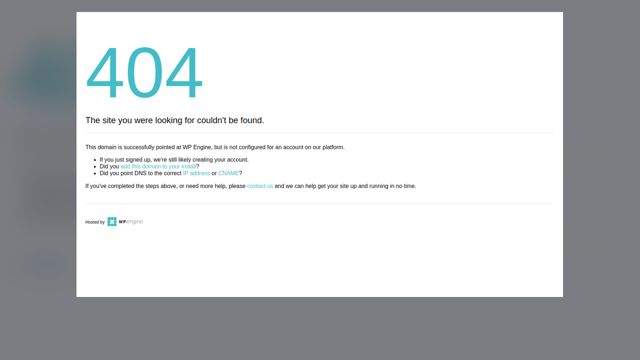 404
The site you were looking for couldn't be found.
This domain is successfully pointed at WP Engine, but is not configured for an account on our platform.
If you just signed up, we're still likely creating your account.
Did you add this domain to your install?
Did you point DNS to the correct IP address or CNAME?
If you've completed the steps above, or need more help, please contact us and we can help get your site up and running in no time.
Hosted by WPengine